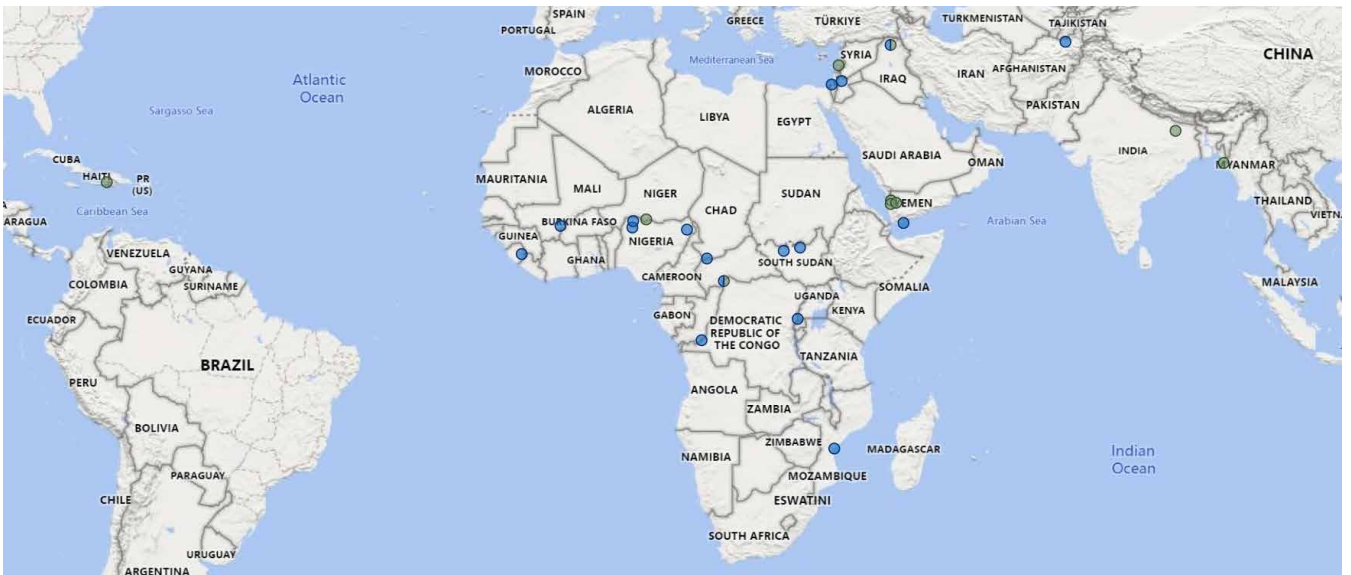 SPAIN
PORTUGAL
GREECE
TÜRKIYE
TURKMENISTAN
TAJIKISTAN
Atlantic
Ocean
Mediterranean Sea
SYRIA
CHINA
MOROCCO
IRAQ
IRAN
AFGHANISTAN
Sargasso Sea
ALGERIA
LIBYA
EGYPT
PAKISTAN
CUBA
HAITI
PR
(US)
MAURITANIA
MALI
NIGER
CHAD
SUDAN
SAUDI ARABIA
OMAN
INDIA
MYANMAR
Caribbean Sea
ARAGUA
BURKINA FASO
GUINEA
GHANA
NIGERIA
EMEN
Arabian Sea
THAILAND
VIETN
VENEZUELA
GUYANA
SURINAME
COLOMBIA
CAMEROON
SOUTH SUDAN
SOMALIA
MALAYSIA
ECUADOR
GABON
DEMOCRATIC
REPUBLIC OF
THE CONGO
UGANDA
KENYA
BRAZIL
PERU
TANZANIA
ANGOLA
ZAMBIA
BOLIVIA
NAMIBIA
ZIMBABWE
MADAGASCAR
Indian
Ocean
PARAGUAY
MOZAMBIQUE
CHILE
ESWATINI
SOUTH AFRICA
URUGUAY
ARGENTINA